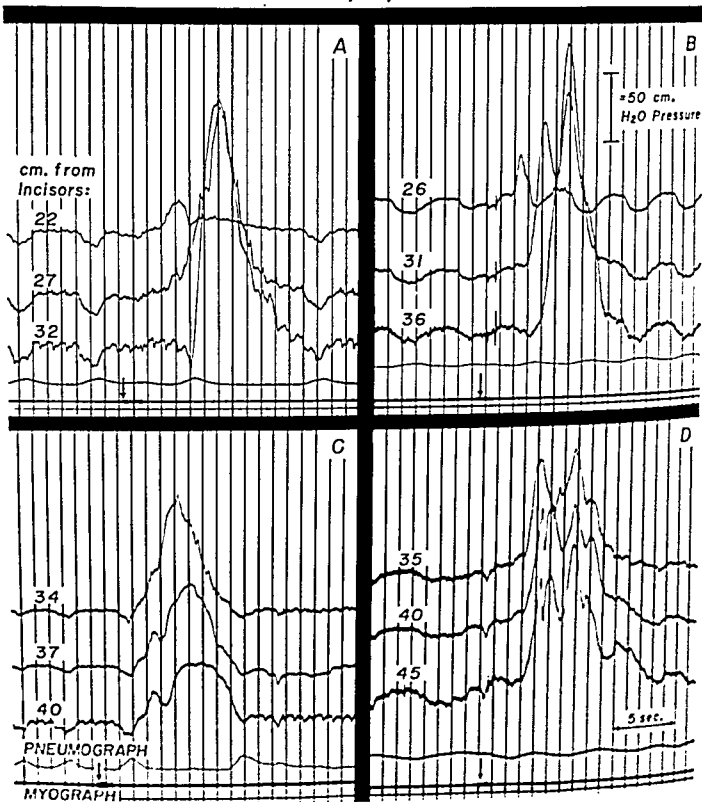 A
cm. from
Incisors:
22
27
32
B
=50 cm.
H₂O Pressure
26
31
36
C
34
37
40
PNEUMOGRAPH
MYOGRAPH
D
35
40
45
5 sec.